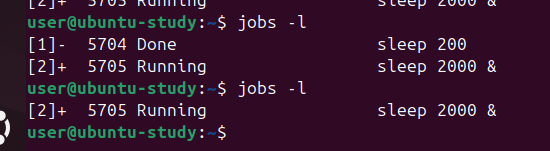 [2]+  5703 Running                 sleep 2000 &
user@ubuntu-study:~$ jobs -l
[1]-  5704 Done                    sleep 200
[2]+  5705 Running                 sleep 2000 &
user@ubuntu-study:~$ jobs -l
[2]+  5705 Running                 sleep 2000 &
user@ubuntu-study:~$